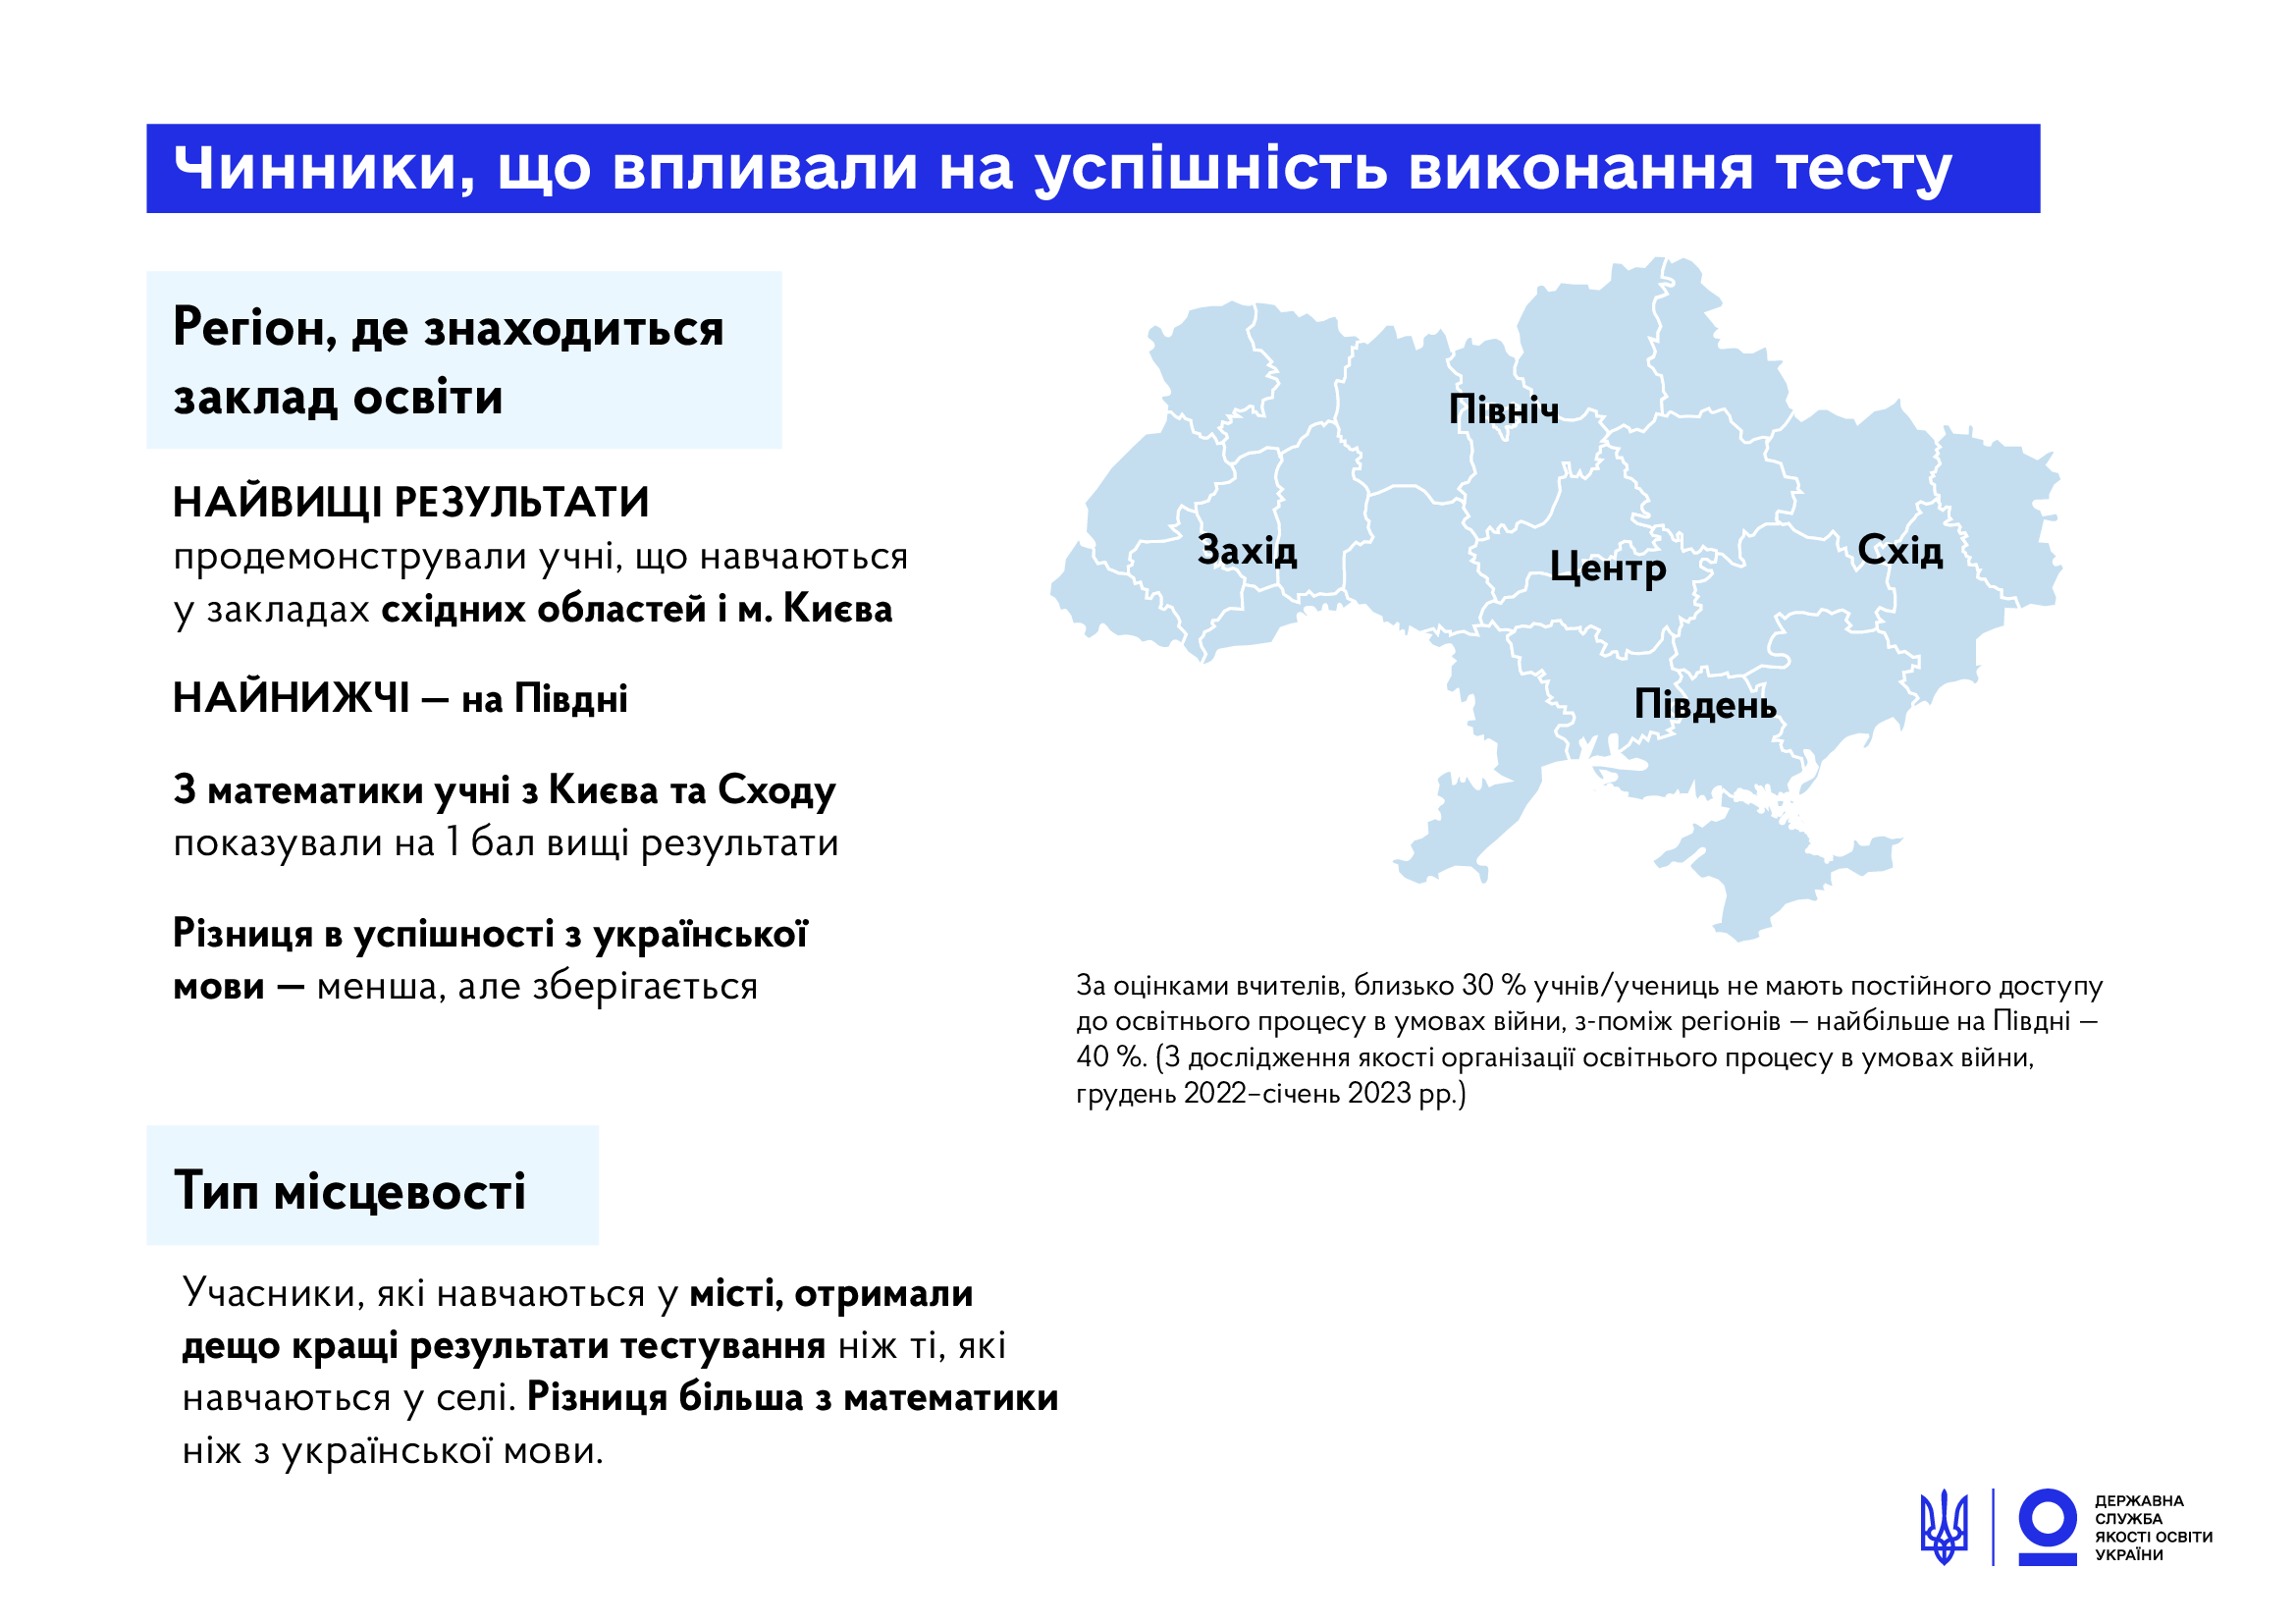 Чинники, що впливали на успішність виконання тесту
Регіон, де знаходиться
заклад освіти
НАЙВИЩІ РЕЗУЛЬТАТИ
продемонстрували учні, що навчаються
у закладах східних областей і м. Києва
НАЙНИЖЧІ — на Півдні
З математики учні з Києва та Сходу
показували на 1 бал вищі результати
Різниця в успішності з української
мови — менша, але зберігається
Північ
Захід
Центр
Схід
Південь
За оцінками вчителів, близько 30 % учнів/учениць не мають постійного доступу
до освітнього процесу в умовах війни, з-поміж регіонів — найбільше на Півдні —
40 %. (З дослідження якості організації освітнього процесу в умовах війни,
грудень 2022–січень 2023 рр.)
Тип місцевості
Учасники, які навчаються у місті, отримали
дещо кращі результати тестування ніж ті, які
навчаються у селі. Різниця більша з математики
ніж з української мови.
ДЕРЖАВНА
СЛУЖБА
ЯКОСТІ ОСВІТИ
УКРАЇНИ